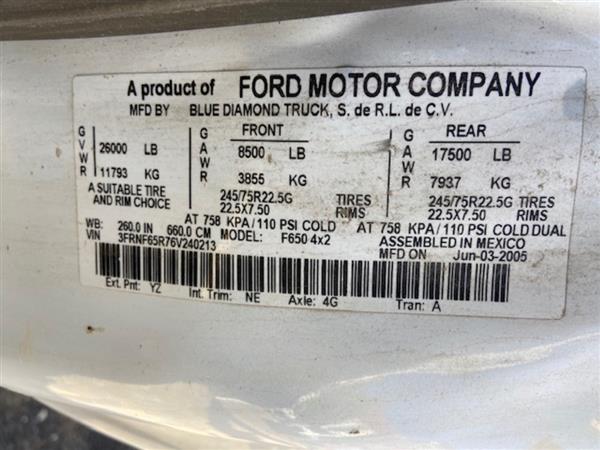 A product of FORD MOTOR COMPANY
MFD BY BLUE DIAMOND TRUCK, S. de R.L. de C.V.
GVWR 26000 LB 11793 KG
FRONT GAWR 8500 LB 3855 KG
REAR GAWR 17500 LB 7937 KG
A SUITABLE TIRE AND RIM CHOICE
245/75R22.5G TIRES 245/75R22.5G TIRES
22.5X7.50 RIMS 22.5X7.50 RIMS
AT 758 KPA/110 PSI COLD AT 758 KPA/110 PSI COLD DUAL
WB: 260.0 IN 660.0 CM MODEL: F650 4x2 ASSEMBLED IN MEXICO
VIN 3FRNF65R76V240213 MFD ON Jun-03-2005
Ext. Pnt: YZ Int. Trim: NE Axle: 4G Tran: A